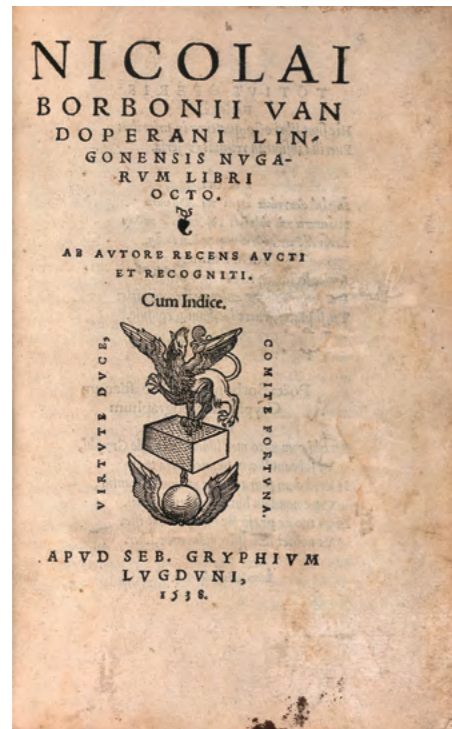 NICOLAI
BORBONII VAN
DOPERANI LIN-
GONENSIS NVGA-
RVM LIBRI
OCTO.
AB AVTORE RECENS AVCTI
ET RECOGNITI.
Cum Indice.
VIRTVTE DVCE,
COMITE FORTVNA.
APVD SEB. GRYPHIVM
LVGDVNI,
1538.